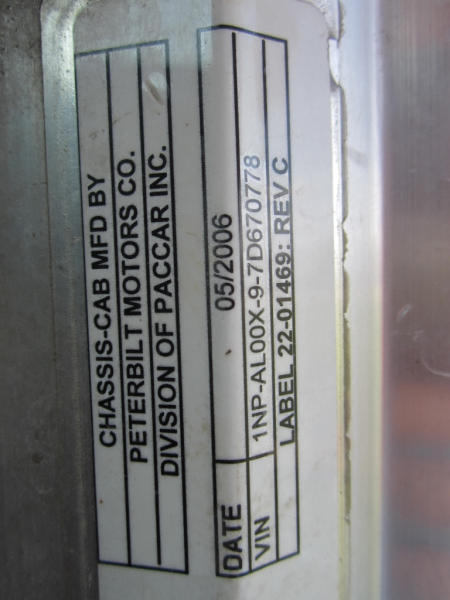 CHASSIS-CAB MFD BY
PETERBILT MOTORS CO.
DIVISION OF PACCAR INC.
DATE 05/2006
VIN 1NP-AL00X-9-7D670778
LABEL 22-01469: REV C